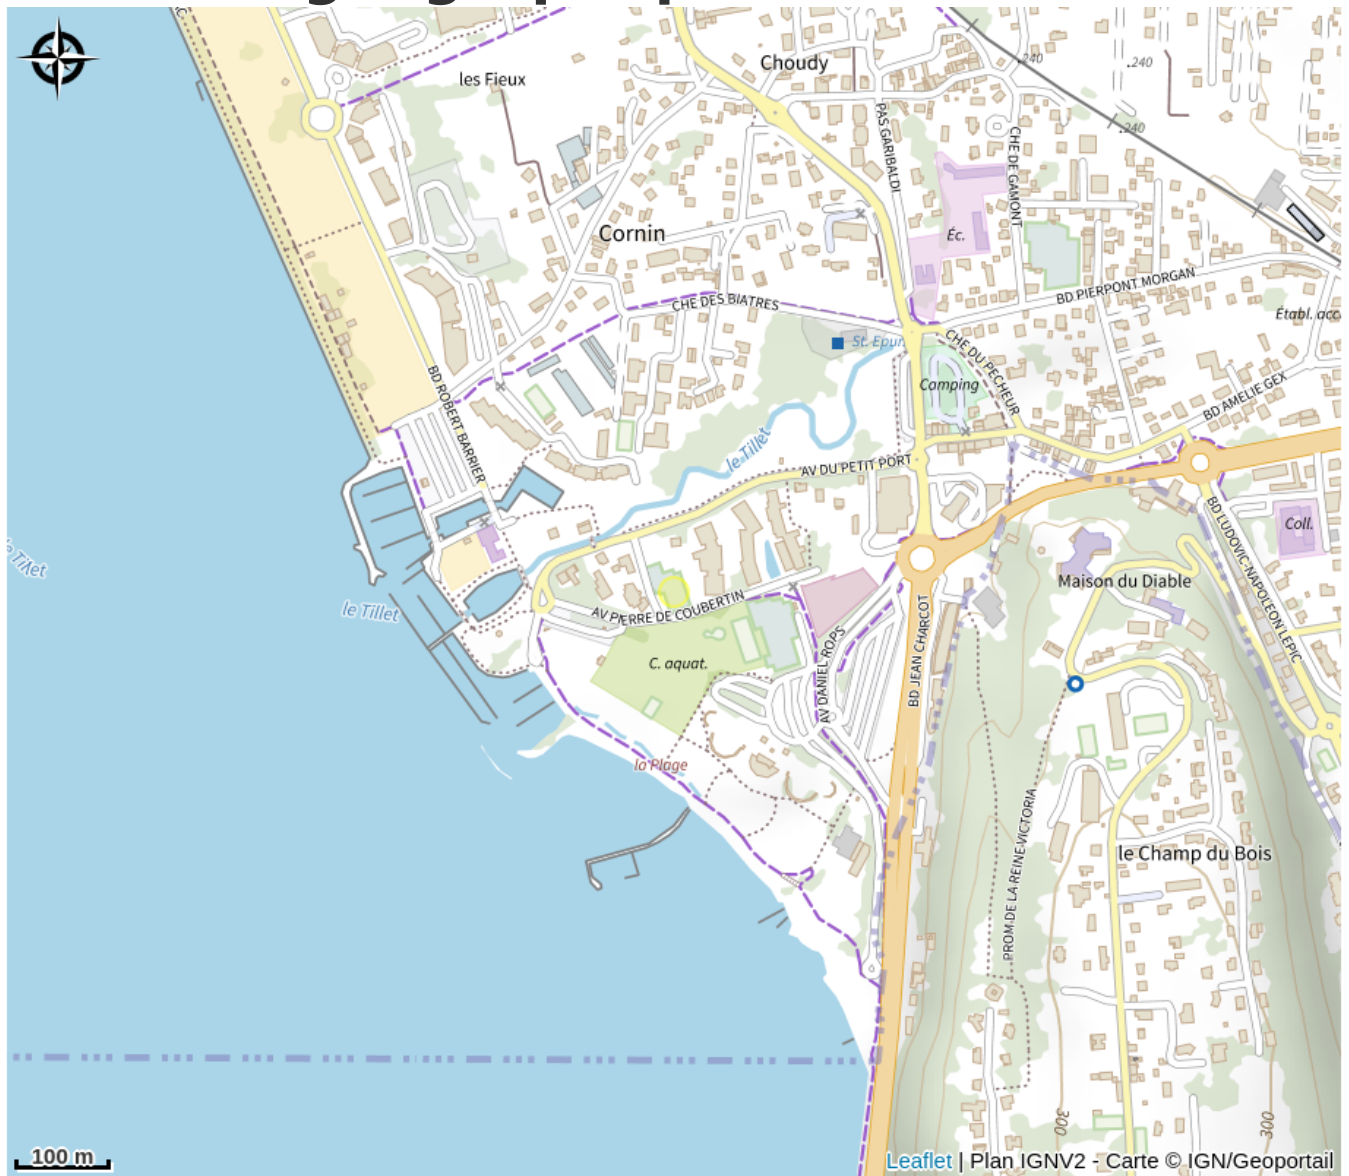 les Fieux
Choudy
240
240
240
PAS GARIBALDI
CHE DE GAMONT
Cornin
Éc.
CHE DES BIATRES
BD PIERPONT MORGAN
Établ. acc
St. Epur.
CHE DU PECHEUR
Camping
BD ROBERT BARRIER
BD AMELIE GEX
le Tillet
AV DU PETIT PORT
BD LUDOVIC-NAPOLEON LEPIC
Coll.
le Tillet
le Tillet
Maison du Diable
AV PIERRE DE COUBERTIN
C. aquat.
AV DANIEL ROPS
BD JEAN CHARCOT
la Plage
PROM DE LA REINE VICTORIA
le Champ du Bois
300
300
100 m
Leaflet | Plan IGNV2 - Carte © IGN/Geoportail